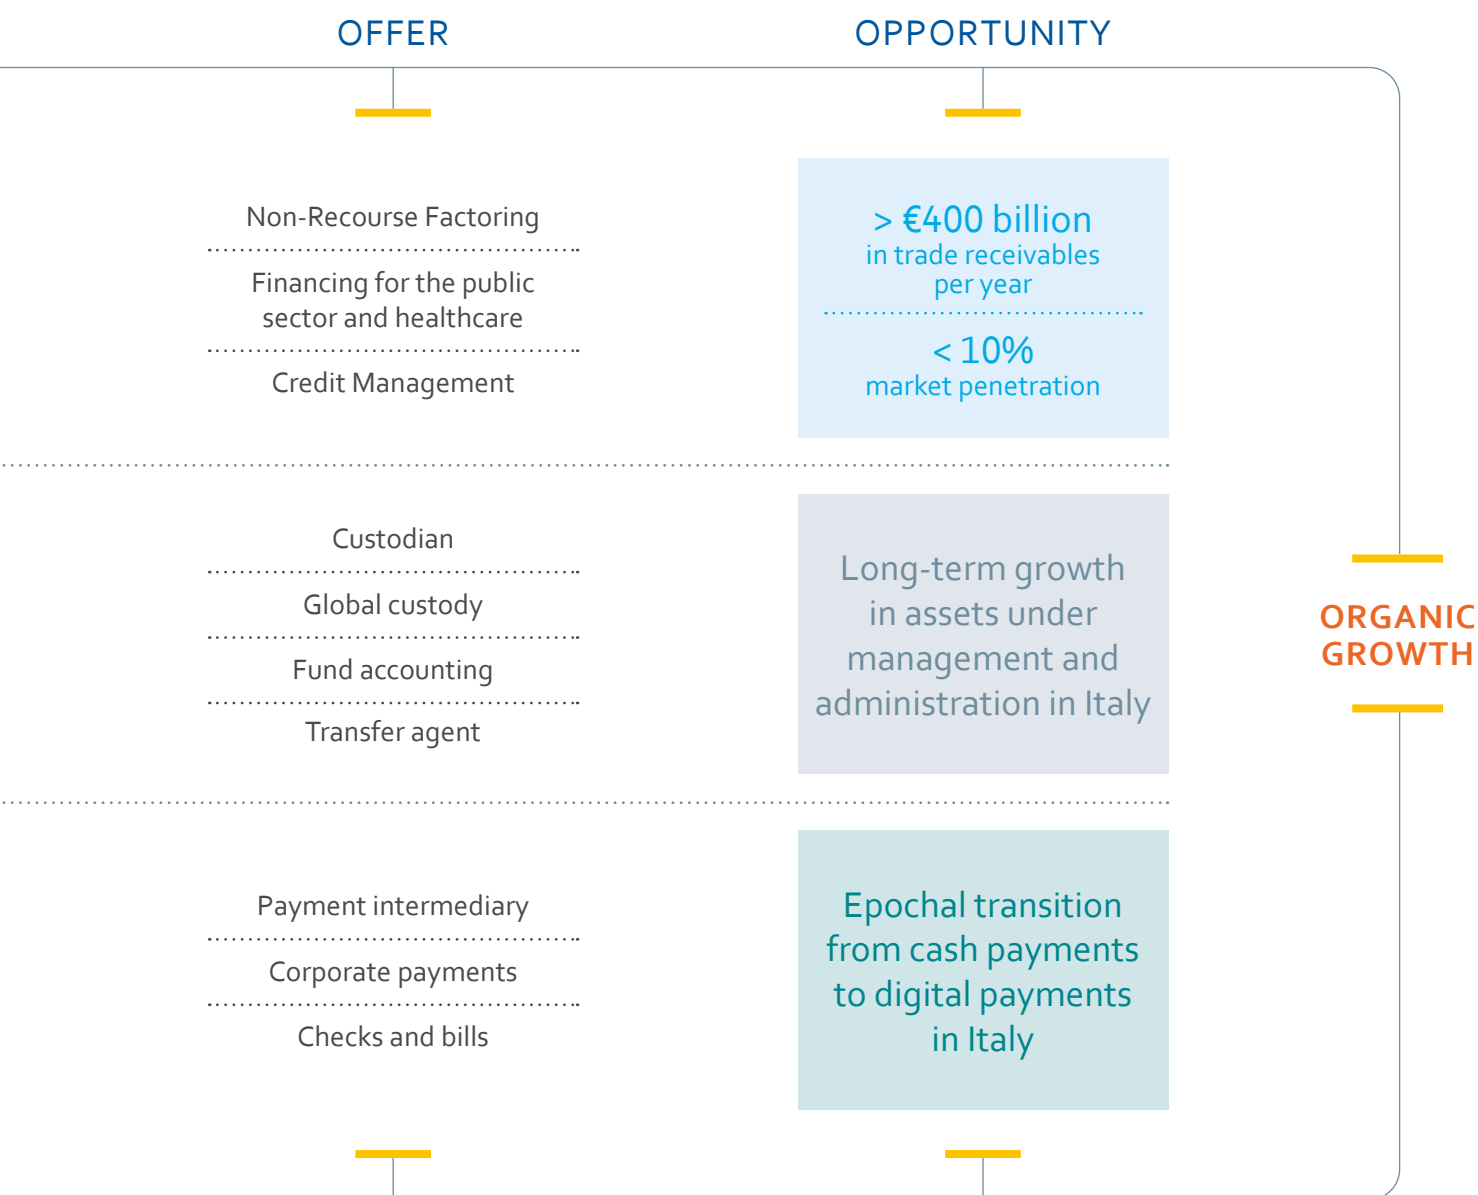 OFFER
OPPORTUNITY
Non-Recourse Factoring
Financing for the public
sector and healthcare
Credit Management
> €400 billion
in trade receivables
per year
< 10%
market penetration
Custodian
Global custody
Fund accounting
Transfer agent
Long-term growth
in assets under
management and
administration in Italy
ORGANIC
GROWTH
Payment intermediary
Corporate payments
Checks and bills
Epochal transition
from cash payments
to digital payments
in Italy